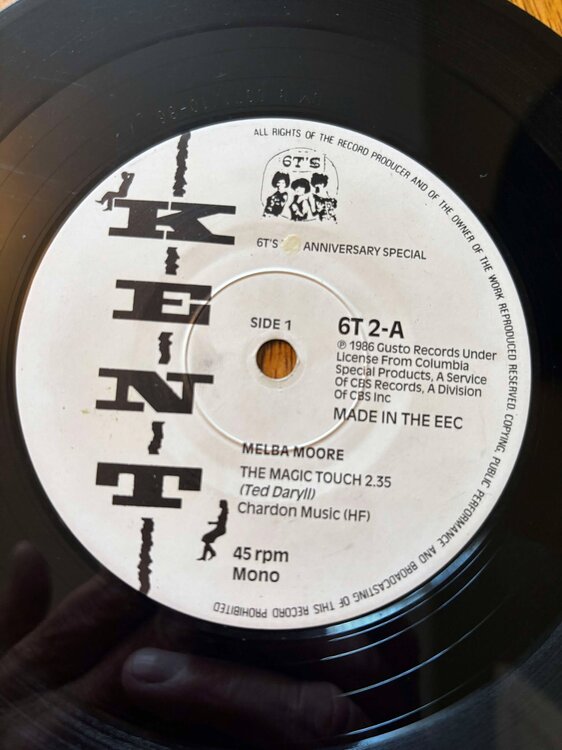 ALL RIGHTS OF THE RECORD PRODUCER AND OF THE OWNER OF THE WORK REPRODUCED RESERVED. COPYING, PUBLIC PERFORMANCE AND BROADCASTING OF THIS RECORD PROHIBITED
6T'S
6T'S ANNIVERSARY SPECIAL
KENT
SIDE 1
6T 2-A
℗ 1986 Gusto Records Under
License From Columbia
Special Products, A Service
Of CBS Records, A Division
Of CBS Inc
MADE IN THE EEC
MELBA MOORE
THE MAGIC TOUCH 2.35
(Ted Daryll)
Chardon Music (HF)
45 rpm
Mono